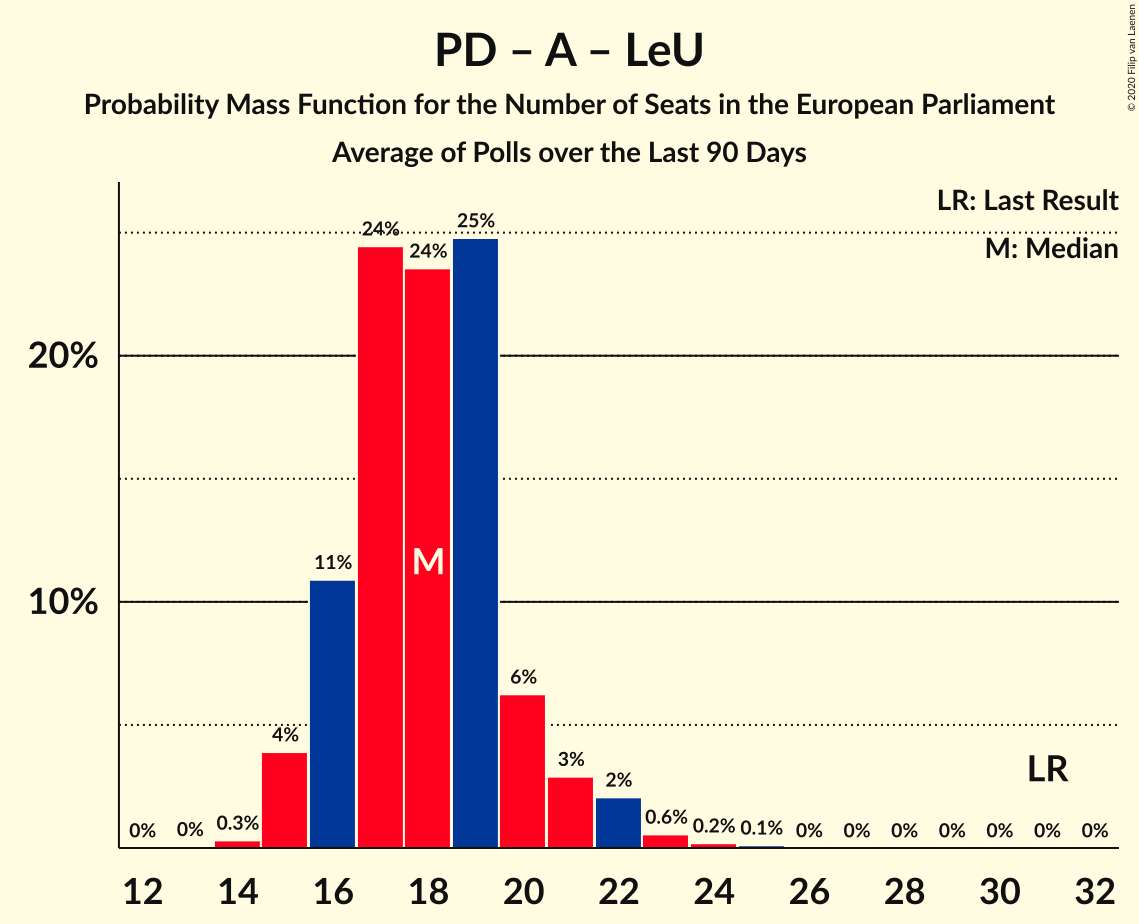 PD – A – LeU
Probability Mass Function for the Number of Seats in the European Parliament
Average of Polls over the Last 90 Days
© 2020 Filip van Laenen
LR: Last Result
M: Median
20%
10%
0%
0%
0.3%
4%
11%
24%
24%
25%
6%
3%
2%
0.6%
0.2%
0.1%
0%
0%
0%
0%
0%
0%
0%
M
LR
12 14 16 18 20 22 24 26 28 30 32